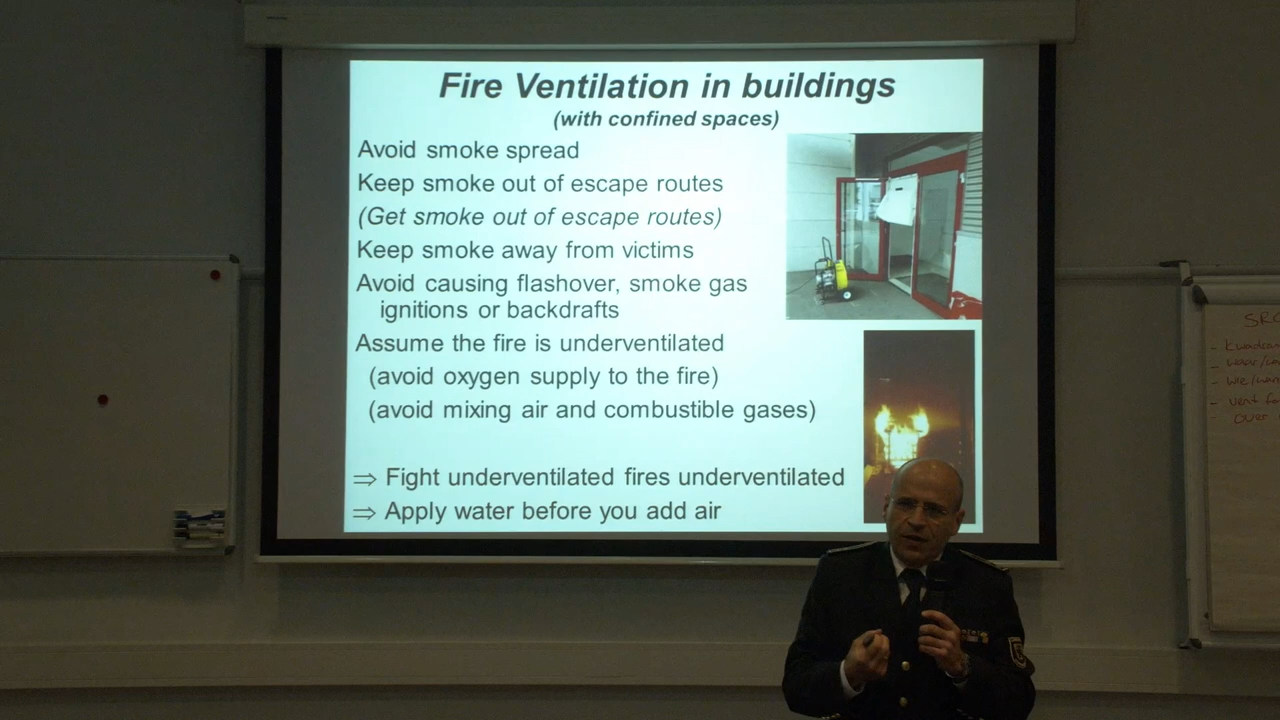 Fire Ventilation in buildings
(with confined spaces)
Avoid smoke spread
Keep smoke out of escape routes
(Get smoke out of escape routes)
Keep smoke away from victims
Avoid causing flashover, smoke gas
ignitions or backdrafts
Assume the fire is underventilated
(avoid oxygen supply to the fire)
(avoid mixing air and combustible gases)
⇒ Fight underventilated fires underventilated
⇒ Apply water before you add air
- vent
- over